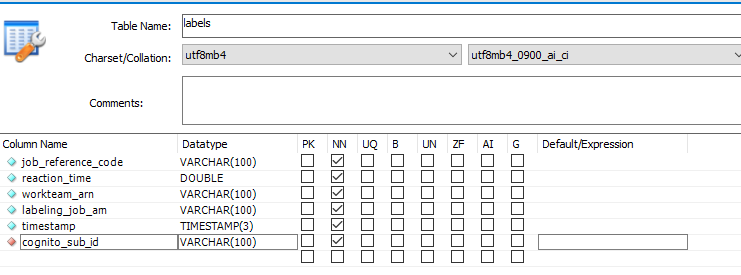 Table Name: labels
Charset/Collation: utf8mb4 utf8mb4_0900_ai_ci
Comments:
Column Name Datatype PK NN UQ B UN ZF AI G Default/Expression
job_reference_code VARCHAR(100)
reaction_time DOUBLE
workteam_arn VARCHAR(100)
labeling_job_arn VARCHAR(100)
timestamp TIMESTAMP(3)
cognito_sub_id VARCHAR(100)